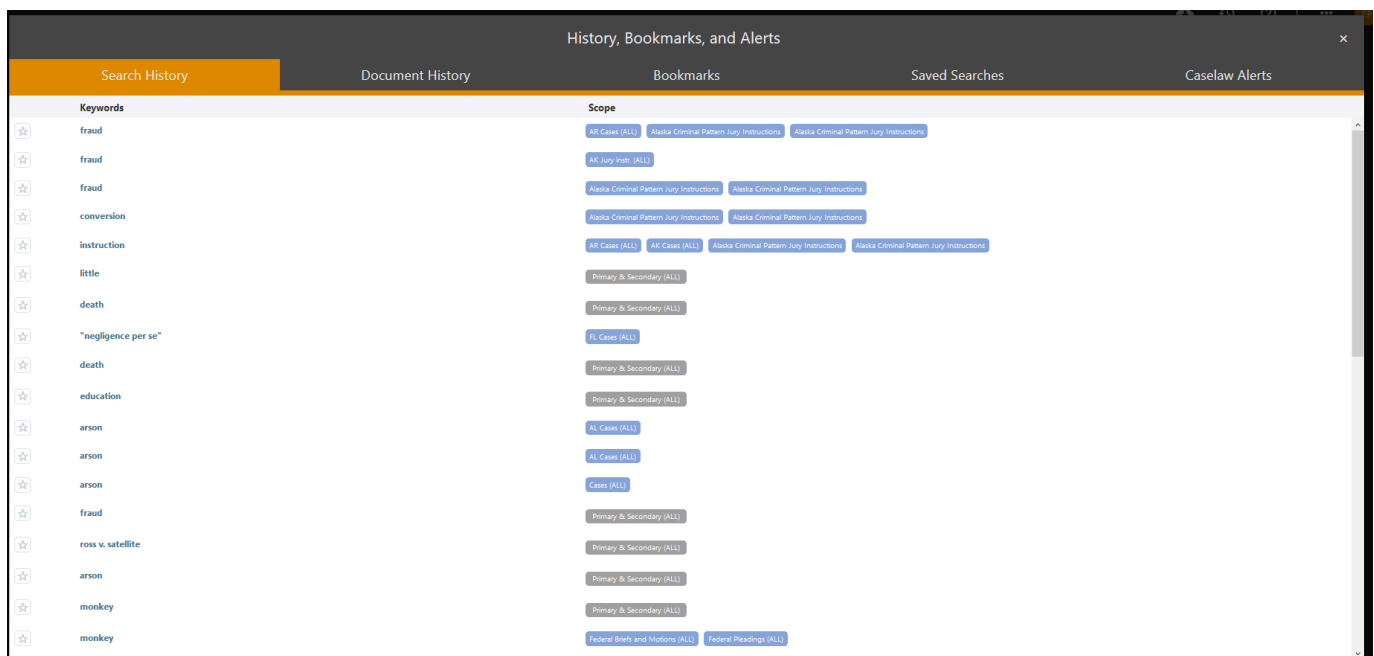 History, Bookmarks, and Alerts ×
Search History Document History Bookmarks Saved Searches Caselaw Alerts
Keywords Scope
fraud AR Cases (ALL) Alaska Criminal Pattern Jury Instructions Alaska Criminal Pattern Jury Instructions
fraud AK Jury Instr. (ALL)
fraud Alaska Criminal Pattern Jury Instructions Alaska Criminal Pattern Jury Instructions
conversion Alaska Criminal Pattern Jury Instructions Alaska Criminal Pattern Jury Instructions
instruction AR Cases (ALL) AK Cases (ALL) Alaska Criminal Pattern Jury Instructions Alaska Criminal Pattern Jury Instructions
little Primary & Secondary (ALL)
death Primary & Secondary (ALL)
"negligence per se" FL Cases (ALL)
death Primary & Secondary (ALL)
education Primary & Secondary (ALL)
arson AL Cases (ALL)
arson AL Cases (ALL)
arson Cases (ALL)
fraud Primary & Secondary (ALL)
ross v. satellite Primary & Secondary (ALL)
arson Primary & Secondary (ALL)
monkey Primary & Secondary (ALL)
monkey Federal Briefs and Motions (ALL) Federal Pleadings (ALL)